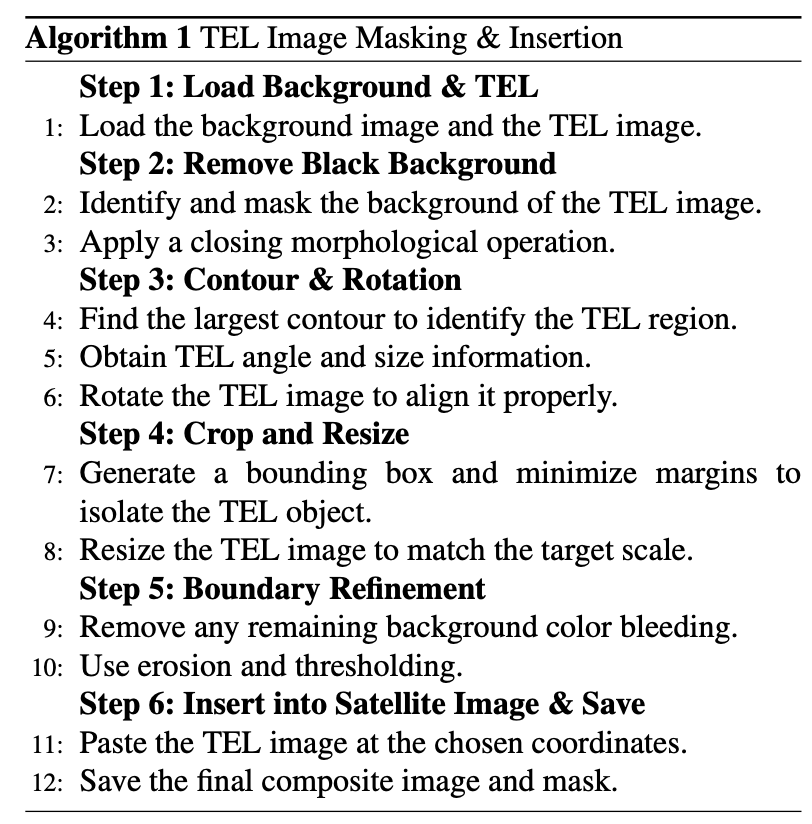 Algorithm 1 TEL Image Masking & Insertion
Step 1: Load Background & TEL
1: Load the background image and the TEL image.
Step 2: Remove Black Background
2: Identify and mask the background of the TEL image.
3: Apply a closing morphological operation.
Step 3: Contour & Rotation
4: Find the largest contour to identify the TEL region.
5: Obtain TEL angle and size information.
6: Rotate the TEL image to align it properly.
Step 4: Crop and Resize
7: Generate a bounding box and minimize margins to
isolate the TEL object.
8: Resize the TEL image to match the target scale.
Step 5: Boundary Refinement
9: Remove any remaining background color bleeding.
10: Use erosion and thresholding.
Step 6: Insert into Satellite Image & Save
11: Paste the TEL image at the chosen coordinates.
12: Save the final composite image and mask.